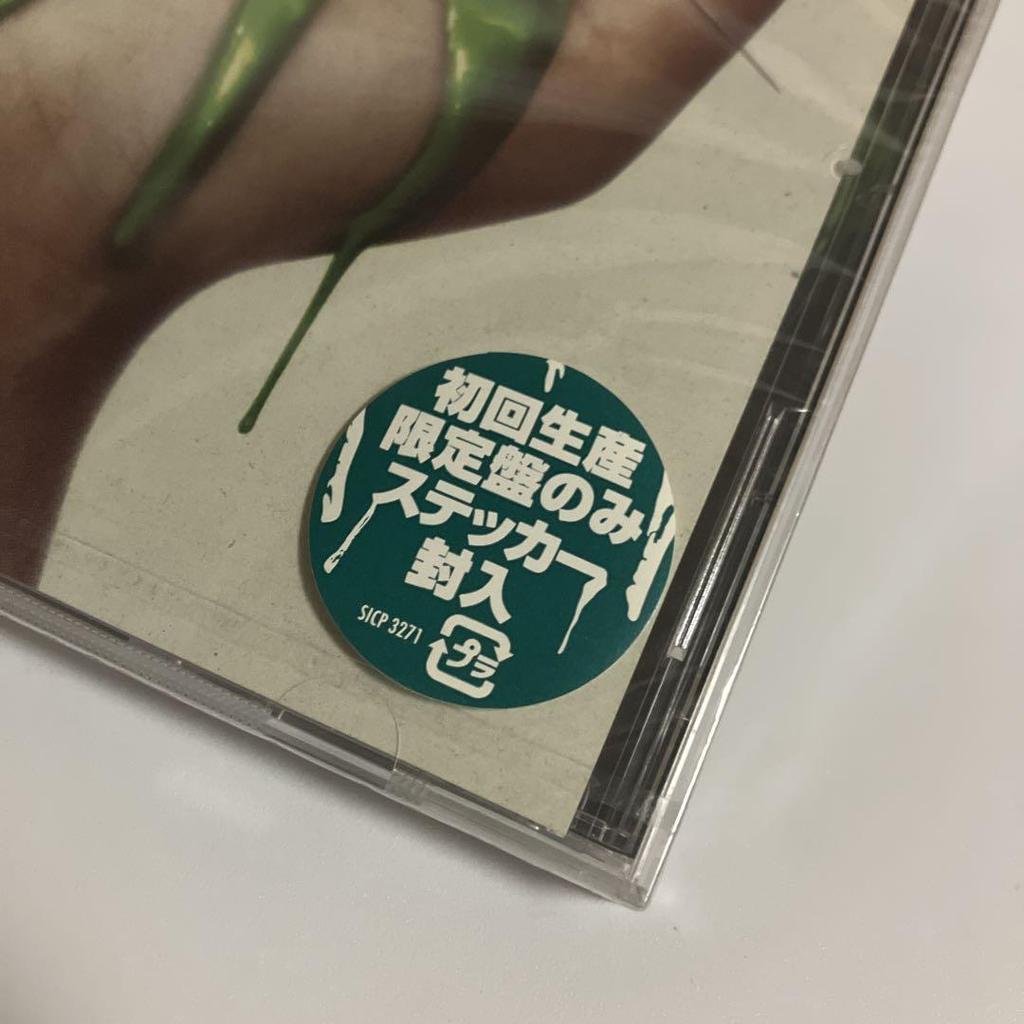 初回生産
限定盤のみ
ステッカー
封入
SICP 3271
プラ